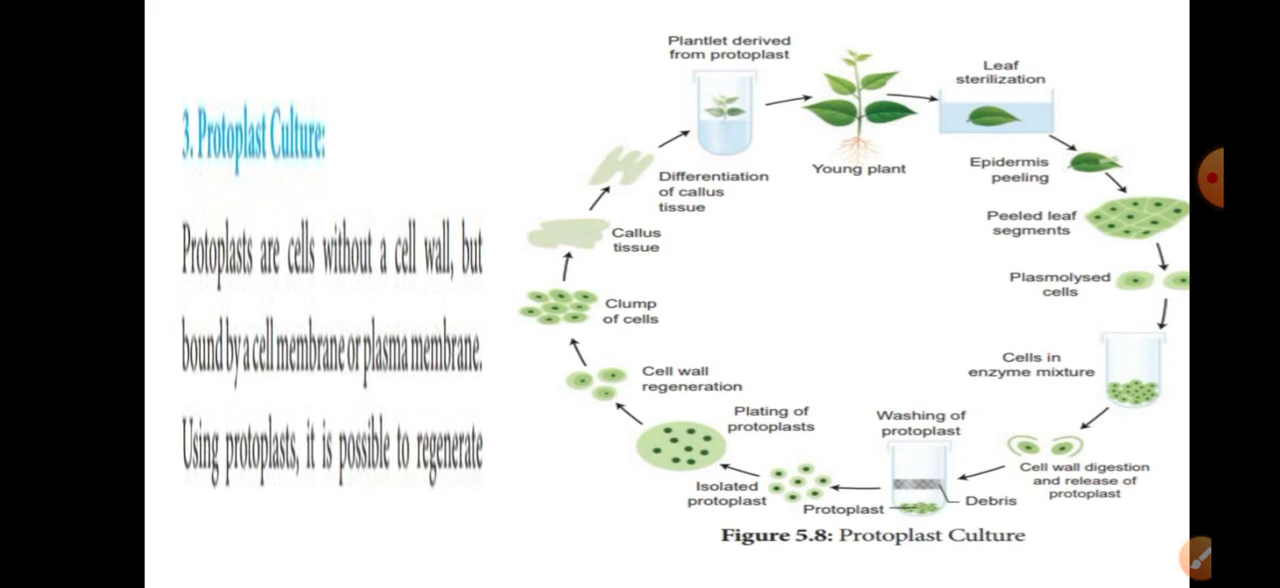 3. Protoplast Culture:
Protoplasts are cells without a cell wall, but
bound by a cell membrane or plasma membrane.
Using protoplasts, it is possible to regenerate
Plantlet derived
from protoplast
Young plant
Leaf
sterilization
Epidermis
peeling
Peeled leaf
segments
Plasmolysed
cells
Cells in
enzyme mixture
Cell wall digestion
and release of
protoplast
Washing of
protoplast
Debris
Protoplast
Isolated
protoplast
Plating of
protoplasts
Cell wall
regeneration
Clump
of cells
Callus
tissue
Differentiation
of callus
tissue
Figure 5.8: Protoplast Culture